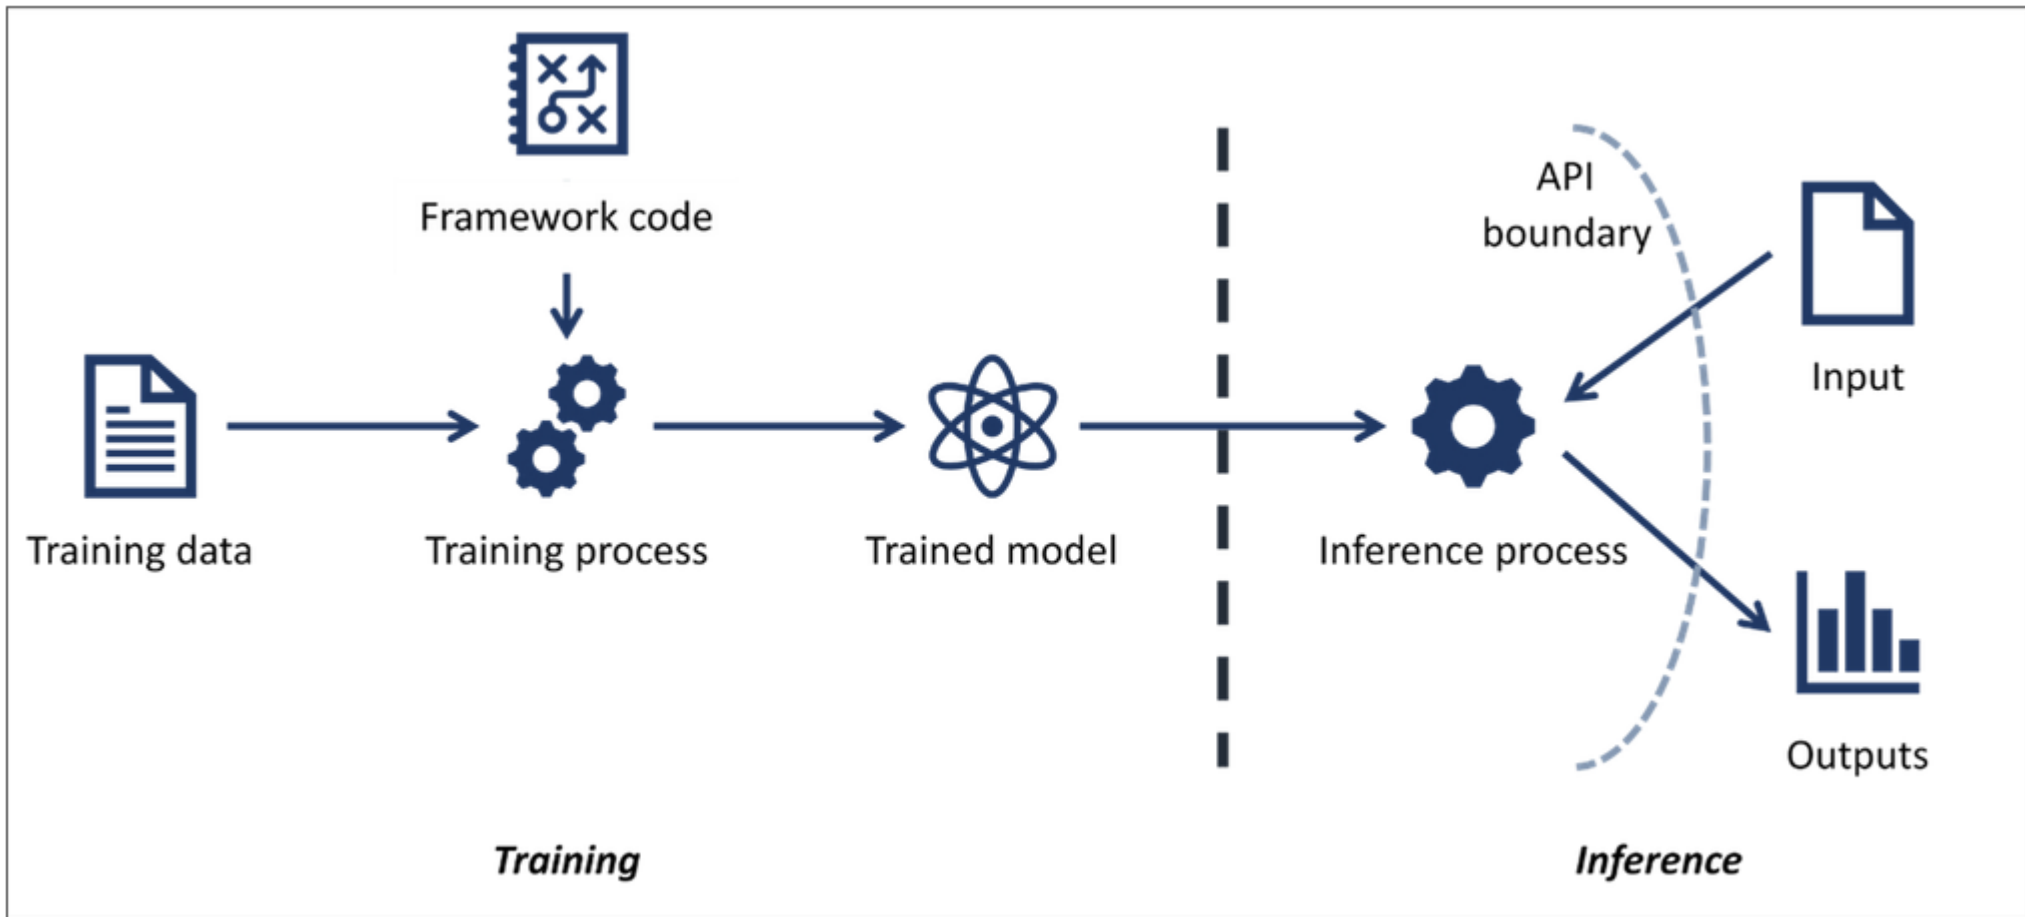 Framework code
API
boundary
Input
Training data
Training process
Trained model
Inference process
Outputs
Training
Inference